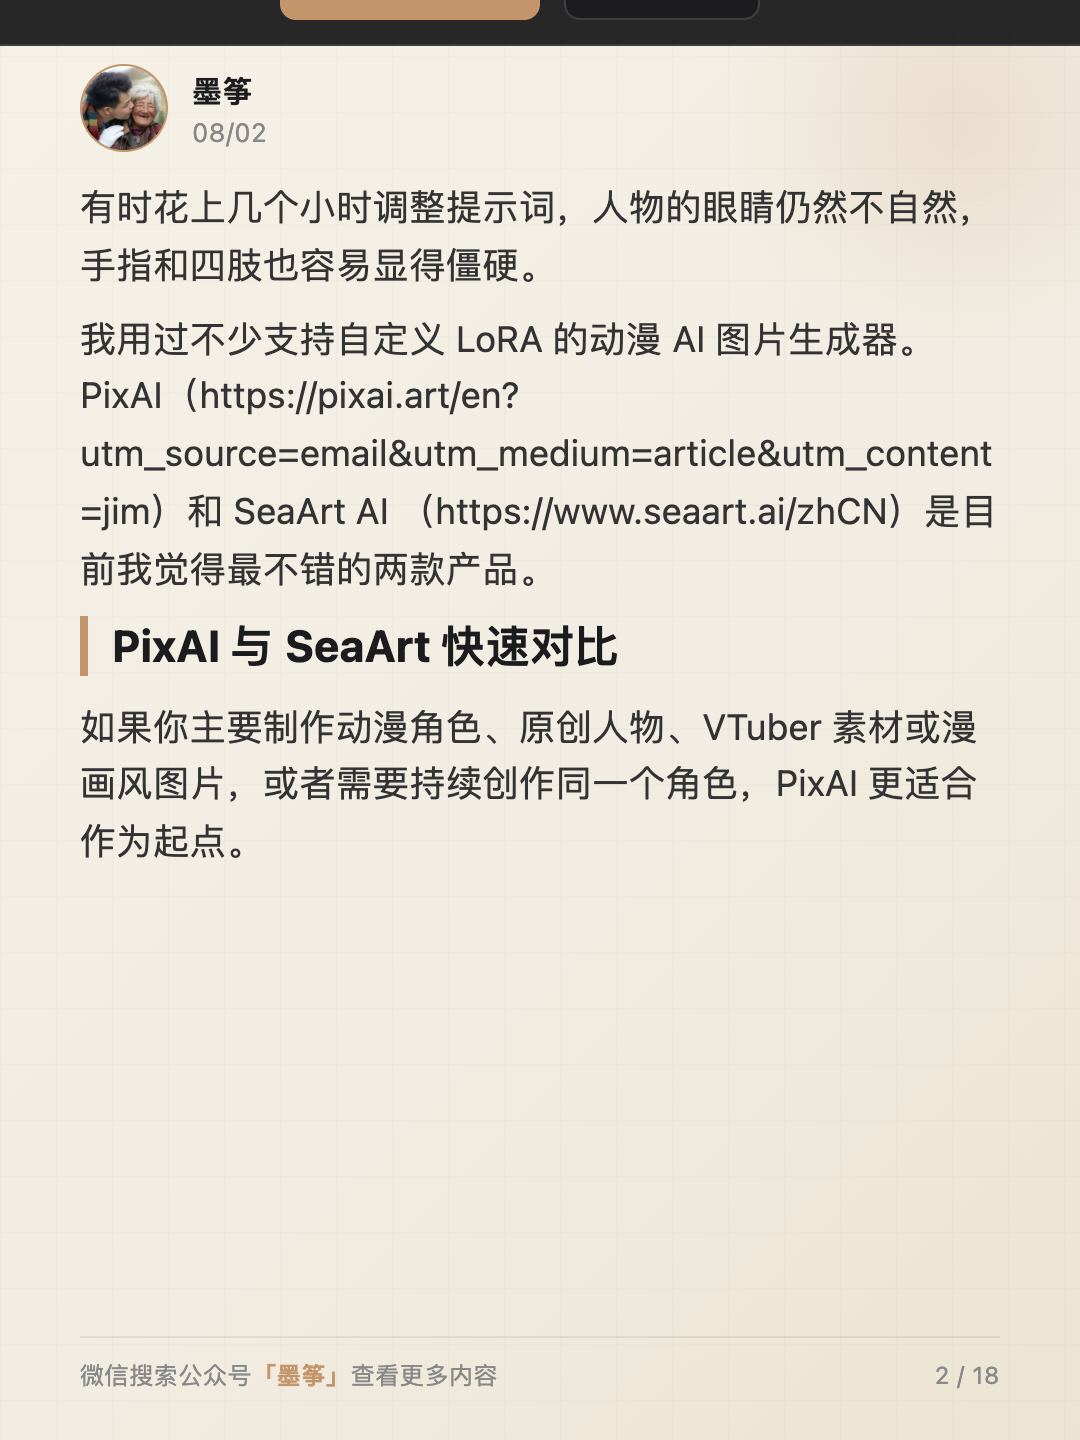 墨筝
08/02
有时花上几个小时调整提示词，人物的眼睛仍然不自然，
手指和四肢也容易显得僵硬。
我用过不少支持自定义 LoRA 的动漫 AI 图片生成器。
PixAI（https://pixai.art/en?
utm_source=email&utm_medium=article&utm_content
=jim）和 SeaArt AI （https://www.seaart.ai/zhCN）是目
前我觉得最不错的两款产品。
PixAI 与 SeaArt 快速对比
如果你主要制作动漫角色、原创人物、VTuber 素材或漫
画风图片，或者需要持续创作同一个角色，PixAI 更适合
作为起点。
微信搜索公众号「墨筝」查看更多内容
2 / 18